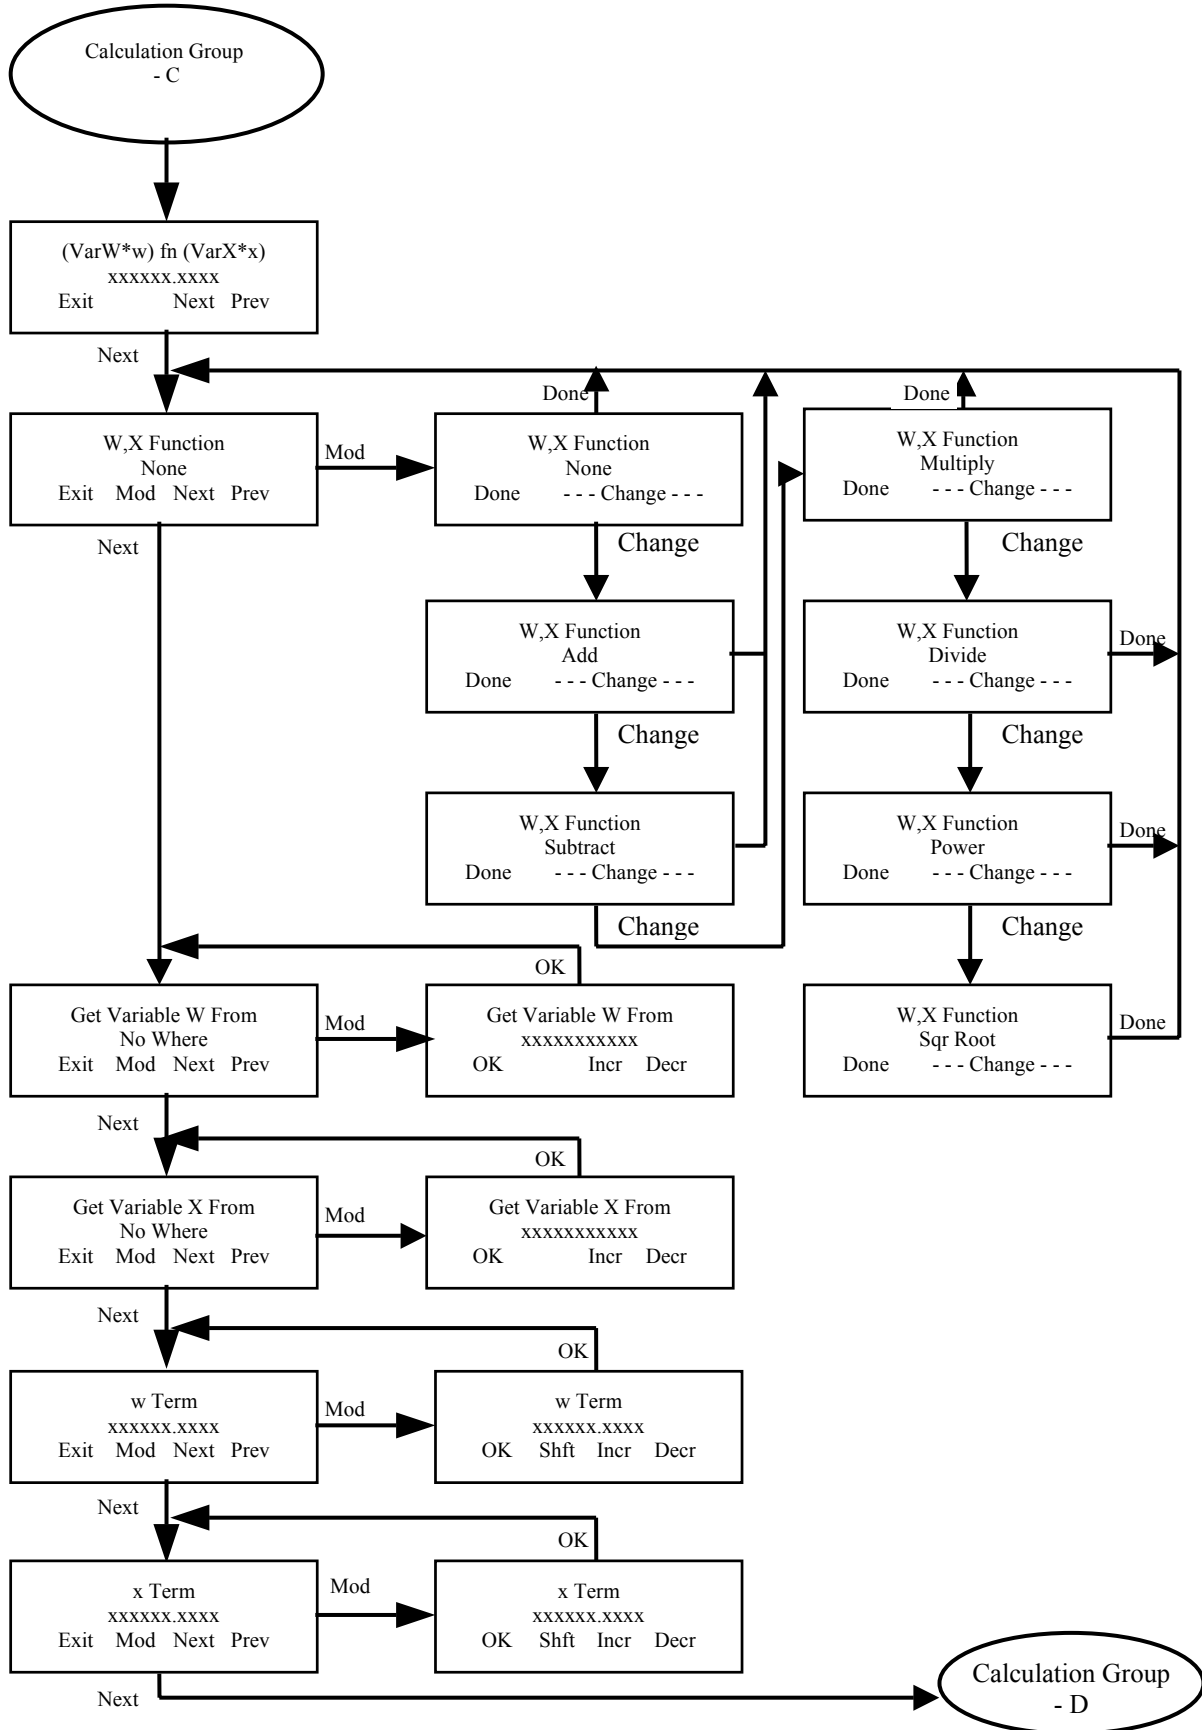 Calculation Group
- C
(VarW*w) fn (VarX*x)
xxxxxx.xxxx
Exit Next Prev
Next
W,X Function
None
Exit Mod Next Prev
Mod
Done
W,X Function
None
Done - - - Change - - -
Done
W,X Function
Multiply
Done - - - Change - - -
Next
Change
Change
W,X Function
Add
Done - - - Change - - -
W,X Function
Divide
Done - - - Change - - -
Done
Change
Change
W,X Function
Subtract
Done - - - Change - - -
W,X Function
Power
Done - - - Change - - -
Done
Change
Change
OK
Get Variable W From
No Where
Exit Mod Next Prev
Mod
Get Variable W From
xxxxxxxxxxx
OK Incr Decr
W,X Function
Sqr Root
Done - - - Change - - -
Done
Next
OK
Get Variable X From
No Where
Exit Mod Next Prev
Mod
Get Variable X From
xxxxxxxxxxx
OK Incr Decr
Next
OK
w Term
xxxxxx.xxxx
Exit Mod Next Prev
Mod
w Term
xxxxxx.xxxx
OK Shft Incr Decr
Next
OK
x Term
xxxxxx.xxxx
Exit Mod Next Prev
Mod
x Term
xxxxxx.xxxx
OK Shft Incr Decr
Next
Calculation Group
- D